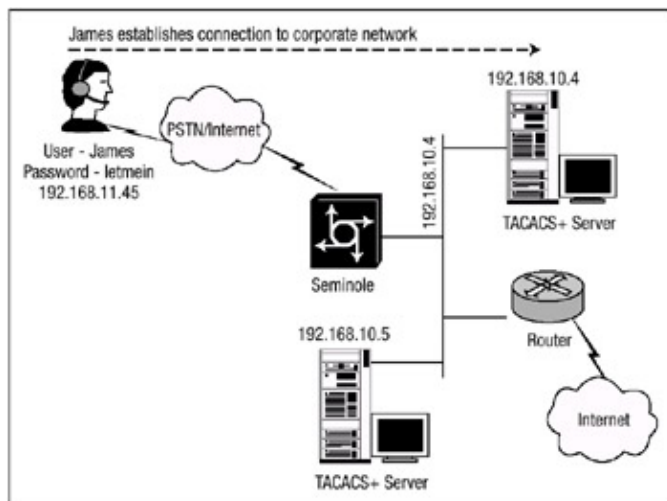 James establishes connection to corporate network
192.168.10.4
PSTN/Internet
User - James
Password - letmein
192.168.11.45
192.168.10.4
TACACS+ Server
Seminole
192.168.10.5
Router
Internet
TACACS+ Server